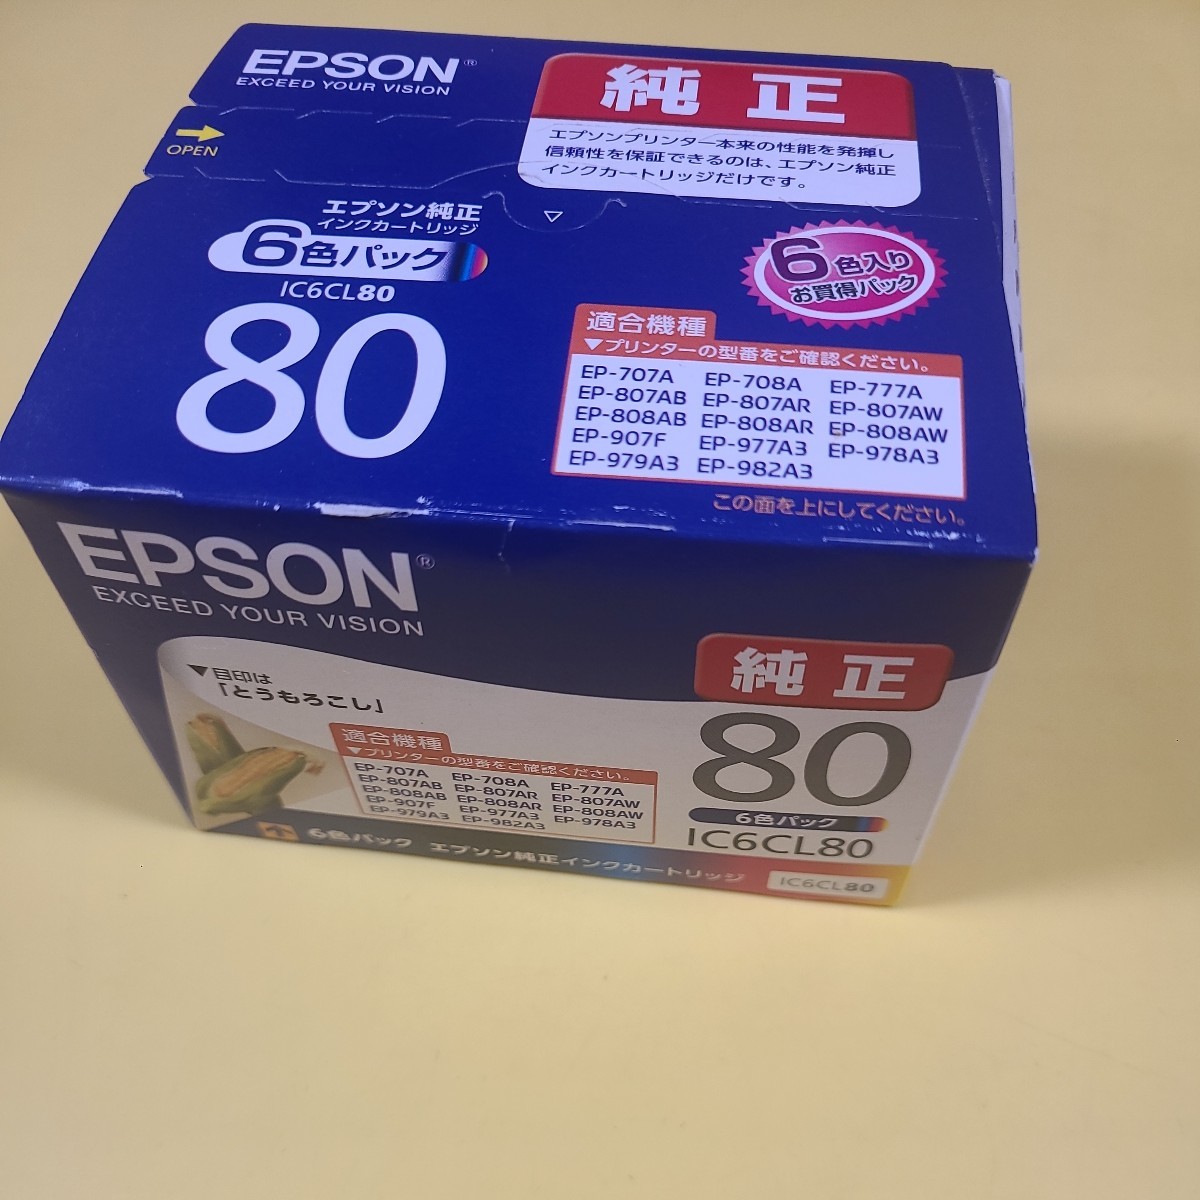 EPSON®
EXCEED YOUR VISION
純正
エプソンプリンター本来の性能を発揮し
信頼性を保証できるのは、エプソン純正
インクカートリッジだけです。
OPEN
エプソン純正
インクカートリッジ
6色パック
IC6CL80
80
6色入り
お買得パック
適合機種
▼プリンターの型番をご確認ください。
EP-707A EP-708A EP-777A
EP-807AB EP-807AR EP-807AW
EP-808AB EP-808AR EP-808AW
EP-907F EP-977A3 EP-978A3
EP-979A3 EP-982A3
この面を上にしてください。
EPSON®
EXCEED YOUR VISION
▼目印は
「とうもろこし」
適合機種
▼プリンターの型番をご確認ください。
EP-707A EP-708A EP-777A
EP-807AB EP-807AR EP-807AW
EP-808AB EP-808AR EP-808AW
EP-907F EP-977A3 EP-978A3
EP-979A3 EP-982A3
純正
80
6色パック
IC6CL80
6色パック エプソン純正インクカートリッジ IC6CL80